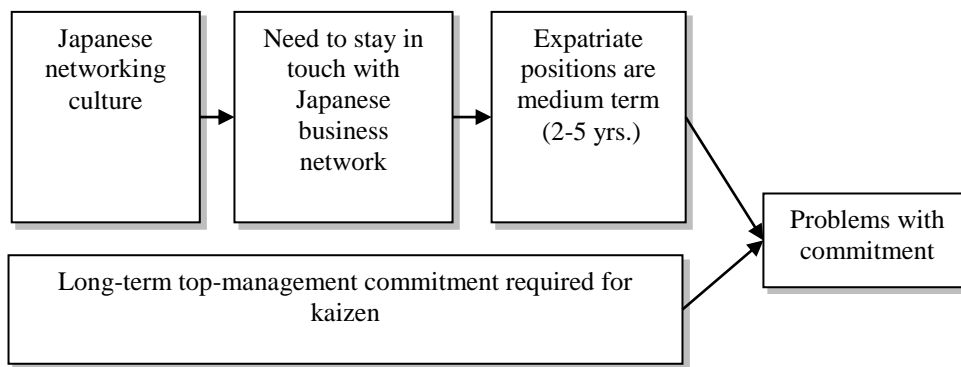 Japanese
networking
culture
Need to stay in
touch with
Japanese
business
network
Expatriate
positions are
medium term
(2-5 yrs.)
Problems with
commitment
Long-term top-management commitment required for
kaizen